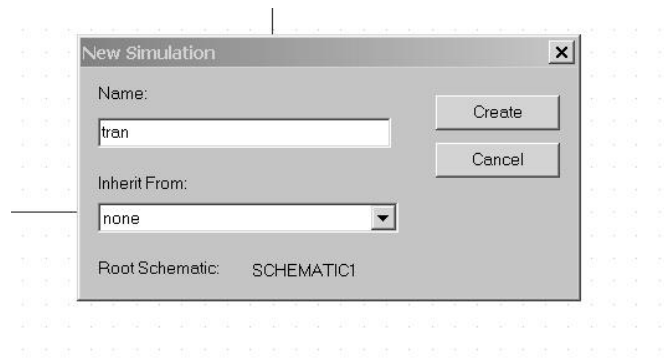 New Simulation
Name:
Create
tran
Cancel
Inherit From:
none
Root Schematic: SCHEMATIC1